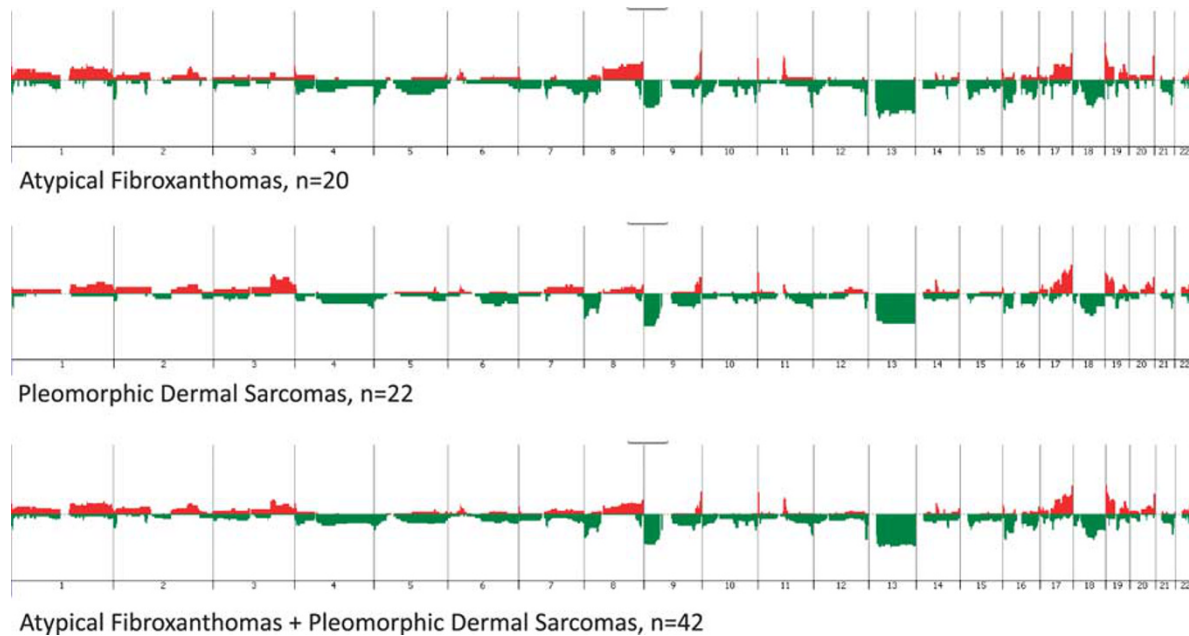 1 2 3 4 5 6 7 8 9 10 11 12 13 14 15 16 17 18 19 20 21 22
Atypical Fibroxanthomas, n=20
1 2 3 4 5 6 7 8 9 10 11 12 13 14 15 16 17 18 19 20 21 22
Pleomorphic Dermal Sarcomas, n=22
1 2 3 4 5 6 7 8 9 10 11 12 13 14 15 16 17 18 19 20 21 22
Atypical Fibroxanthomas + Pleomorphic Dermal Sarcomas, n=42